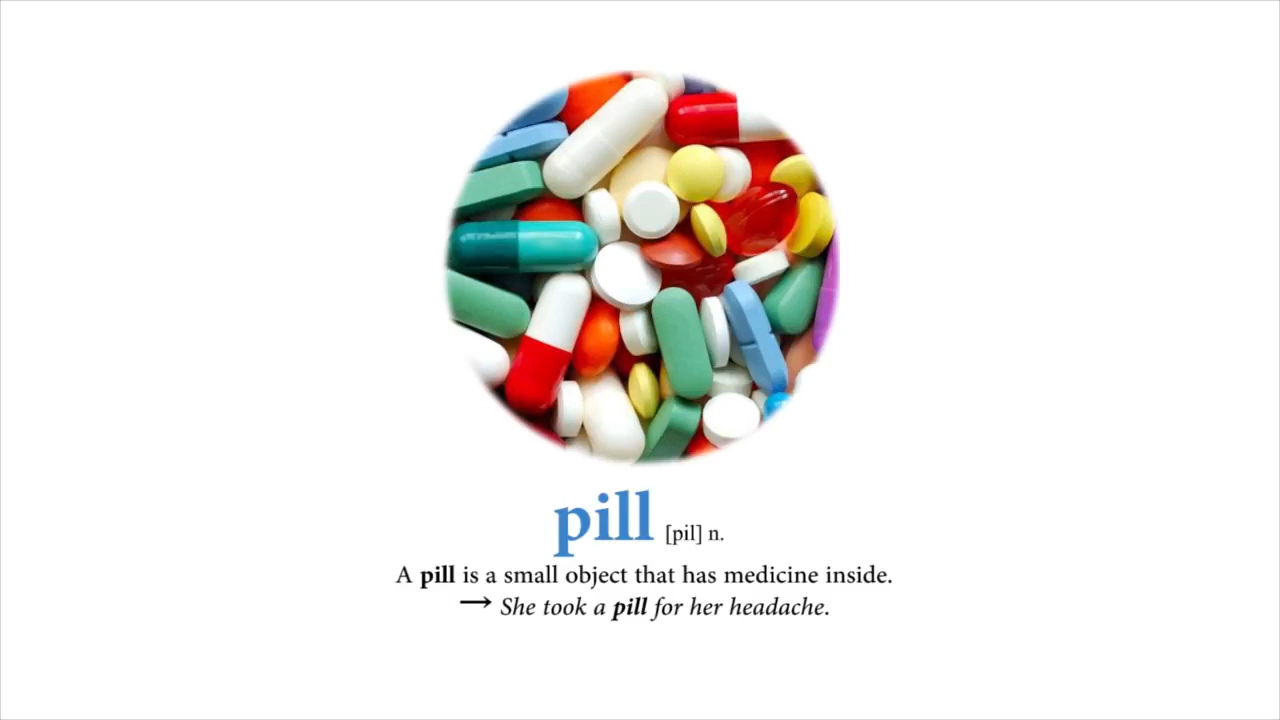 pill [pil] n.
A pill is a small object that has medicine inside.
→ She took a pill for her headache.